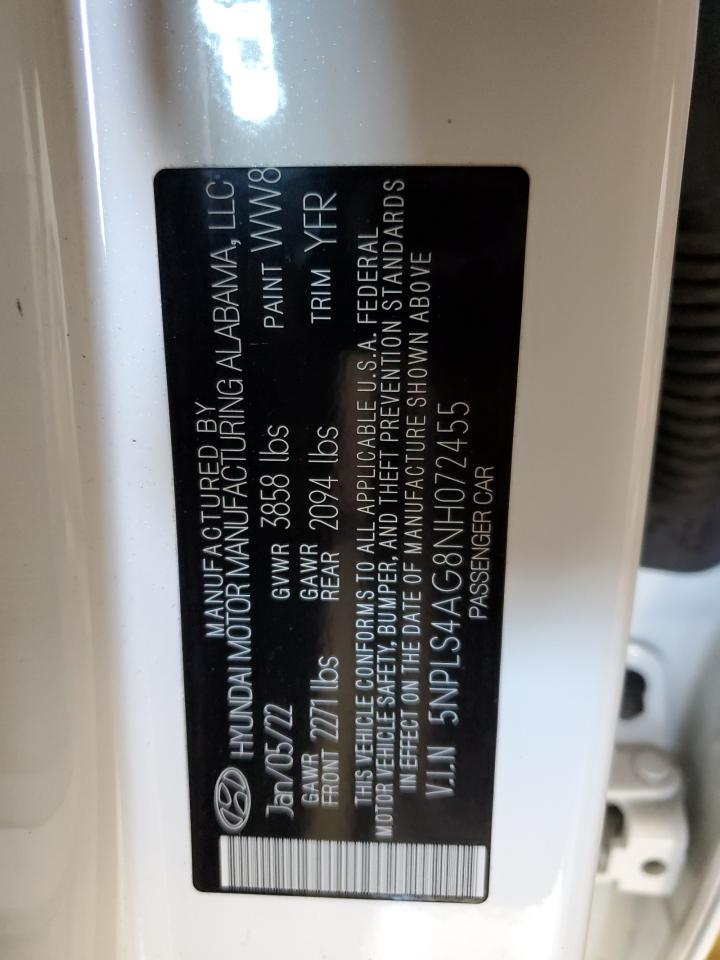 MANUFACTURED BY
HYUNDAI MOTOR MANUFACTURING ALABAMA, LLC
Jan/05/22 GVWR 3858 lbs PAINT WW8
GAWR FRONT 2271 lbs GAWR REAR 2094 lbs TRIM YFR
THIS VEHICLE CONFORMS TO ALL APPLICABLE U.S.A. FEDERAL
MOTOR VEHICLE SAFETY, BUMPER, AND THEFT PREVENTION STANDARDS
IN EFFECT ON THE DATE OF MANUFACTURE SHOWN ABOVE
V.I.N 5NPLS4AG8NH072455
PASSENGER CAR